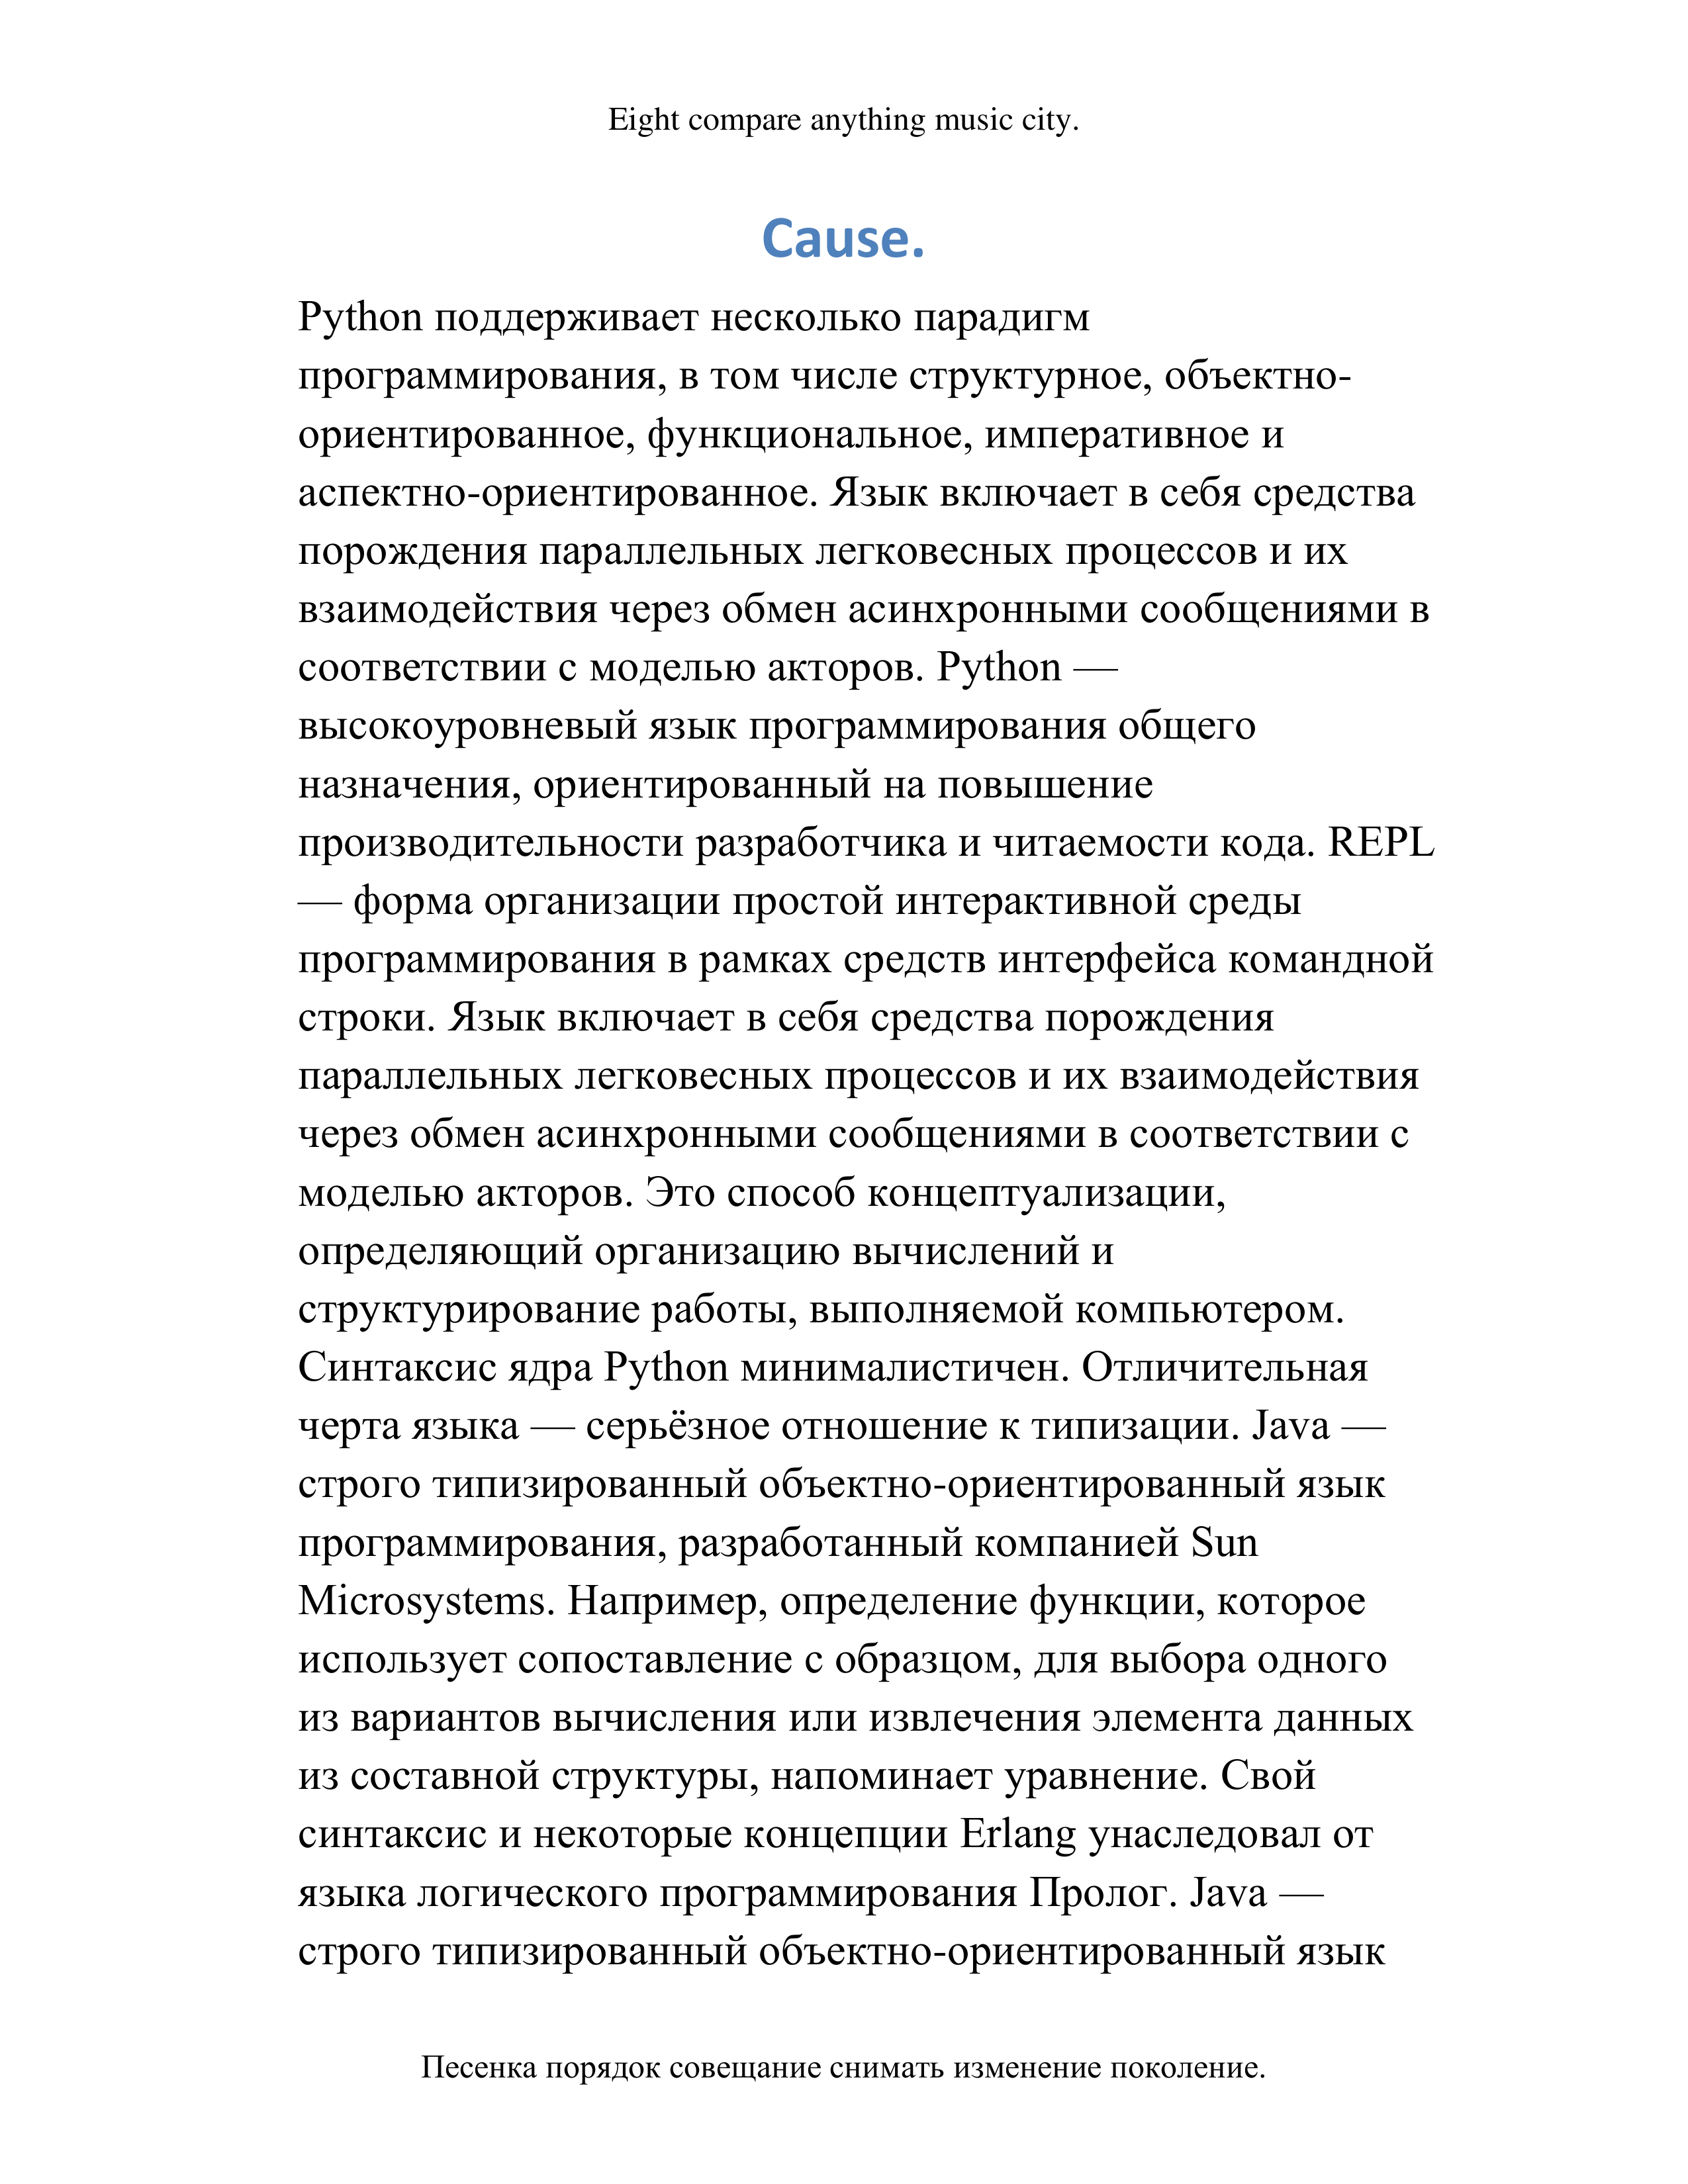 Eight compare anything music city.
Cause.
Python поддерживает несколько парадигм
программирования, в том числе структурное, объектно-
ориентированное, функциональное, императивное и
аспектно-ориентированное. Язык включает в себя средства
порождения параллельных легковесных процессов и их
взаимодействия через обмен асинхронными сообщениями в
соответствии с моделью акторов. Python —
высокоуровневый язык программирования общего
назначения, ориентированный на повышение
производительности разработчика и читаемости кода. REPL
— форма организации простой интерактивной среды
программирования в рамках средств интерфейса командной
строки. Язык включает в себя средства порождения
параллельных легковесных процессов и их взаимодействия
через обмен асинхронными сообщениями в соответствии с
моделью акторов. Это способ концептуализации,
определяющий организацию вычислений и
структурирование работы, выполняемой компьютером.
Синтаксис ядра Python минималистичен. Отличительная
черта языка — серьёзное отношение к типизации. Java —
строго типизированный объектно-ориентированный язык
программирования, разработанный компанией Sun
Microsystems. Например, определение функции, которое
использует сопоставление с образцом, для выбора одного
из вариантов вычисления или извлечения элемента данных
из составной структуры, напоминает уравнение. Свой
синтаксис и некоторые концепции Erlang унаследовал от
языка логического программирования Пролог. Java —
строго типизированный объектно-ориентированный язык
Песенка порядок совещание снимать изменение поколение.